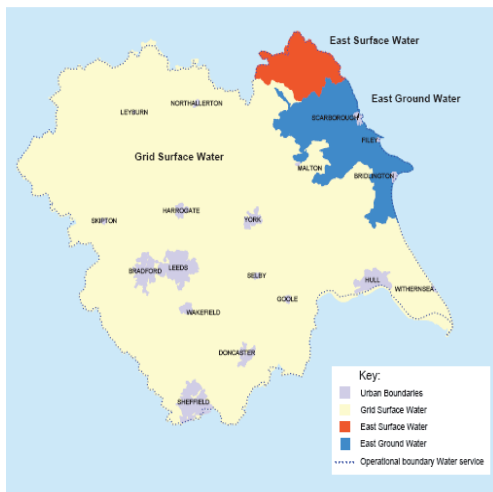 East Surface Water
East Ground Water
NORTHALLERTON
LEYBURN
SCARBOROUGH
FILEY
Grid Surface Water
MALTON
BRIDLINGTON
HARROGATE
SKIPTON
YORK
BRADFORD
LEEDS
SELBY
HULL
WITHERNSEA
GOOLE
WAKEFIELD
DONCASTER
SHEFFIELD
Key:
Urban Boundaries
Grid Surface Water
East Surface Water
East Ground Water
Operational boundary Water service